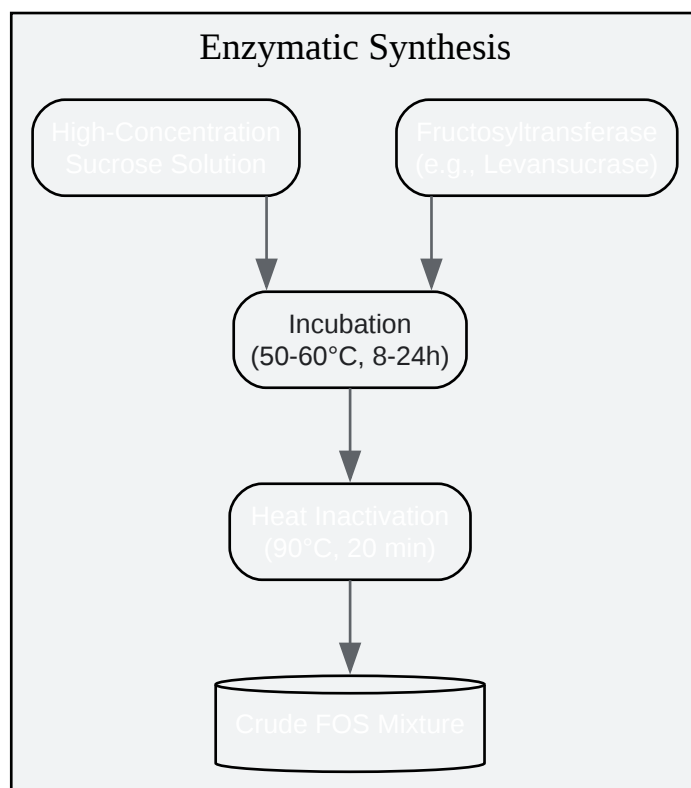 Enzymatic Synthesis
High-Concentration
Sucrose Solution
Fructosyltransferase
(e.g., Levansucrase)
Incubation
(50-60°C, 8-24h)
Heat Inactivation
(90°C, 20 min)
Crude FOS Mixture